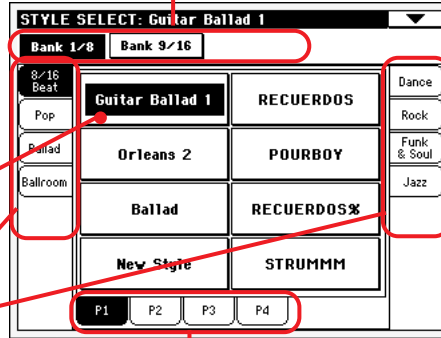 STYLE SELECT: Guitar Ballad 1
Bank 1/8 Bank 9/16
8/16
Beat
Pop
Ballad
Ballroom
Guitar Ballad 1 RECUERDOS
Orleans 2 POURBOY
Ballad RECUERDOS%
New Style STRUMMM
Dance
Rock
Funk
& Soul
Jazz
P1 P2 P3 P4